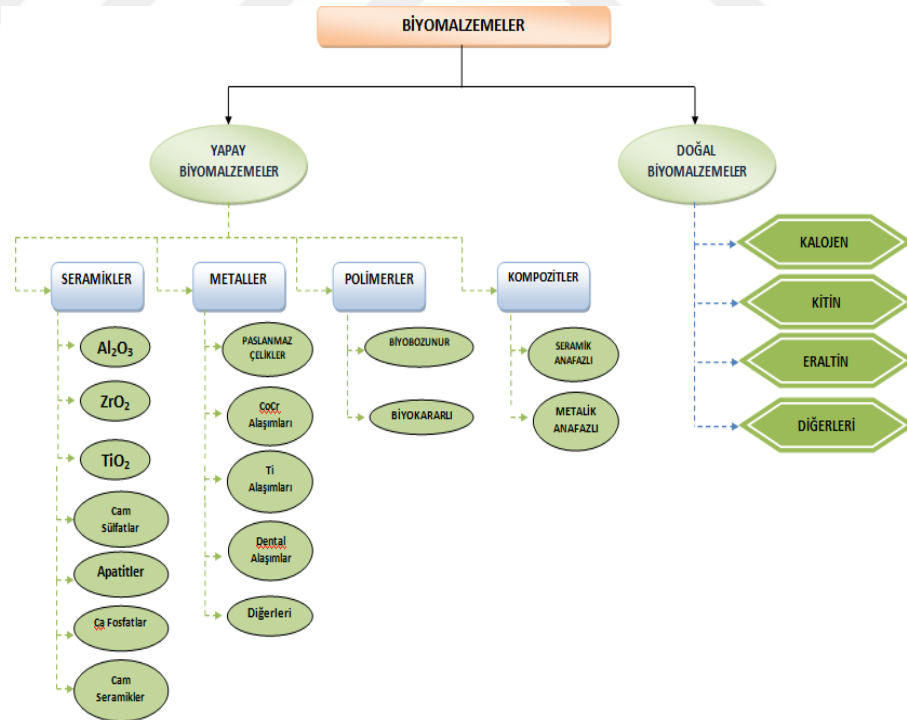 BİYOMALZEMELER
YAPAY
BİYOMALZEMELER
DOĞAL
BİYOMALZEMELER
SERAMİKLER
Al₂O₃
ZrO₂
TiO₂
Cam
Sülfatlar
Apatitler
Ca Fosfatlar
Cam
Seramikler
METALLER
PASLANMAZ
ÇELİKLER
CoCr
Alaşımları
Ti
Alaşımları
Dental
Alaşımlar
Diğerleri
POLİMERLER
BİYOBOZUNUR
BİYOKARARLI
KOMPOZİTLER
SERAMİK
ANAFAZLI
METALİK
ANAFAZLI
KALOJEN
KİTİN
ERALTİN
DİĞERLERİ